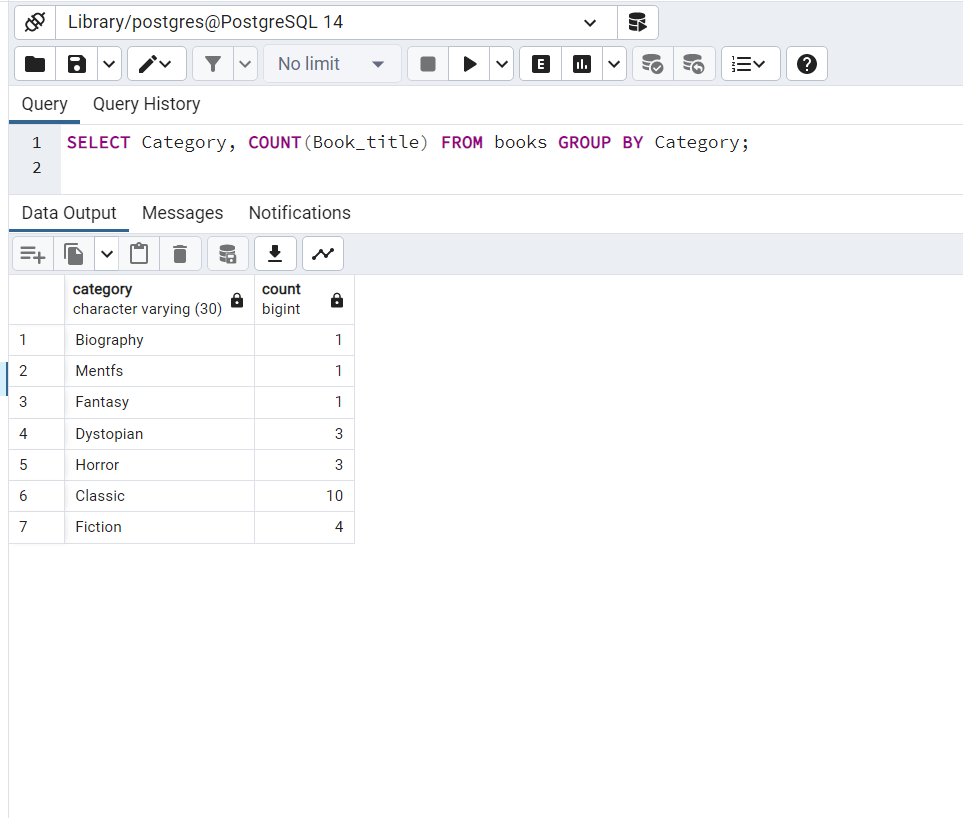 Library/postgres@PostgreSQL 14
No limit
E
Query Query History
1 SELECT Category, COUNT(Book_title) FROM books GROUP BY Category;
2
Data Output Messages Notifications
category count
character varying (30) bigint
1 Biography 1
2 Mentfs 1
3 Fantasy 1
4 Dystopian 3
5 Horror 3
6 Classic 10
7 Fiction 4